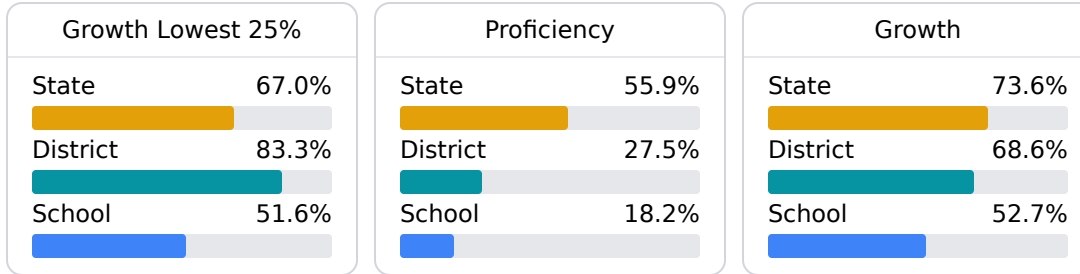 Growth Lowest 25%
State 67.0%
District 83.3%
School 51.6%
Proficiency
State 55.9%
District 27.5%
School 18.2%
Growth
State 73.6%
District 68.6%
School 52.7%